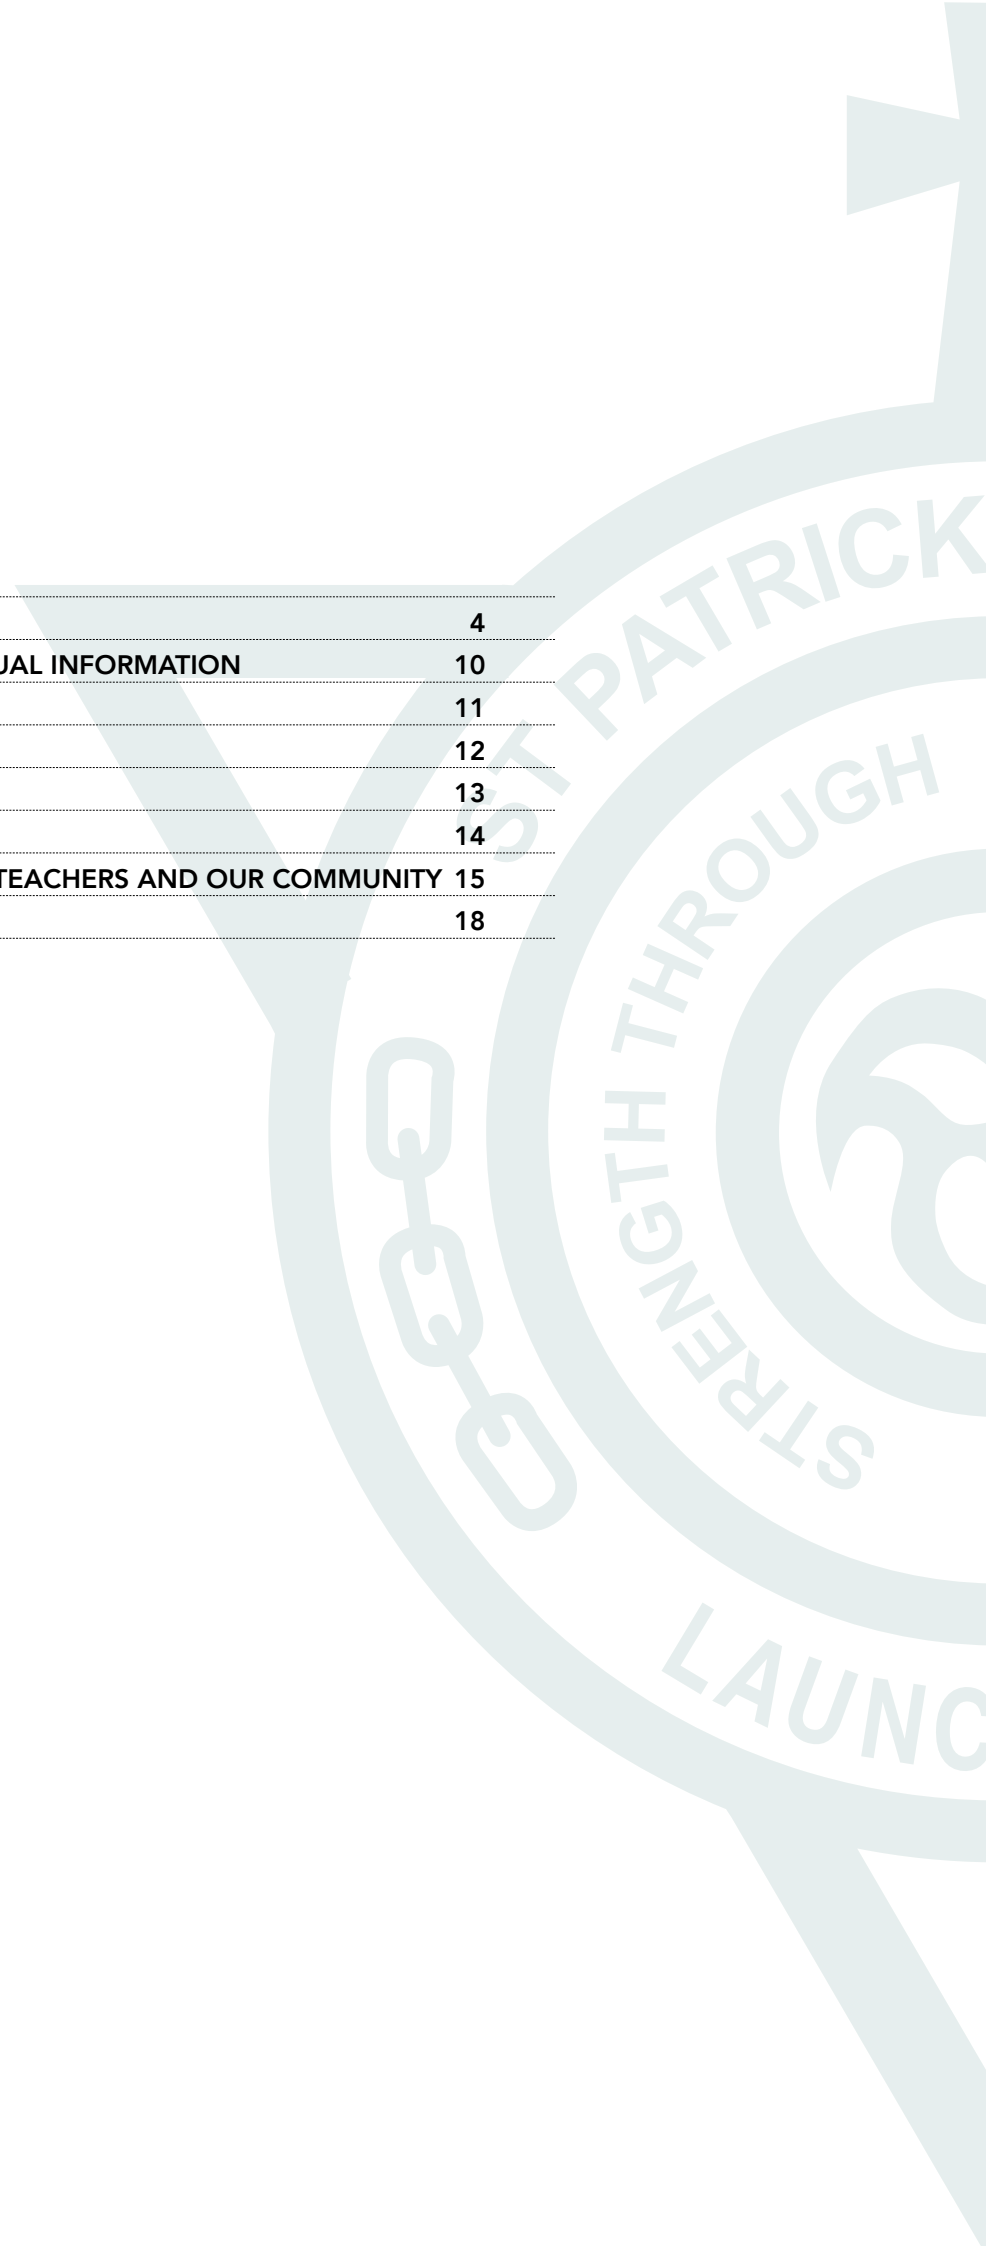 4
UAL INFORMATION 10
11
12
13
14
TEACHERS AND OUR COMMUNITY 15
18
ST PATRICK
STRENGTH THROUGH
LAUNC